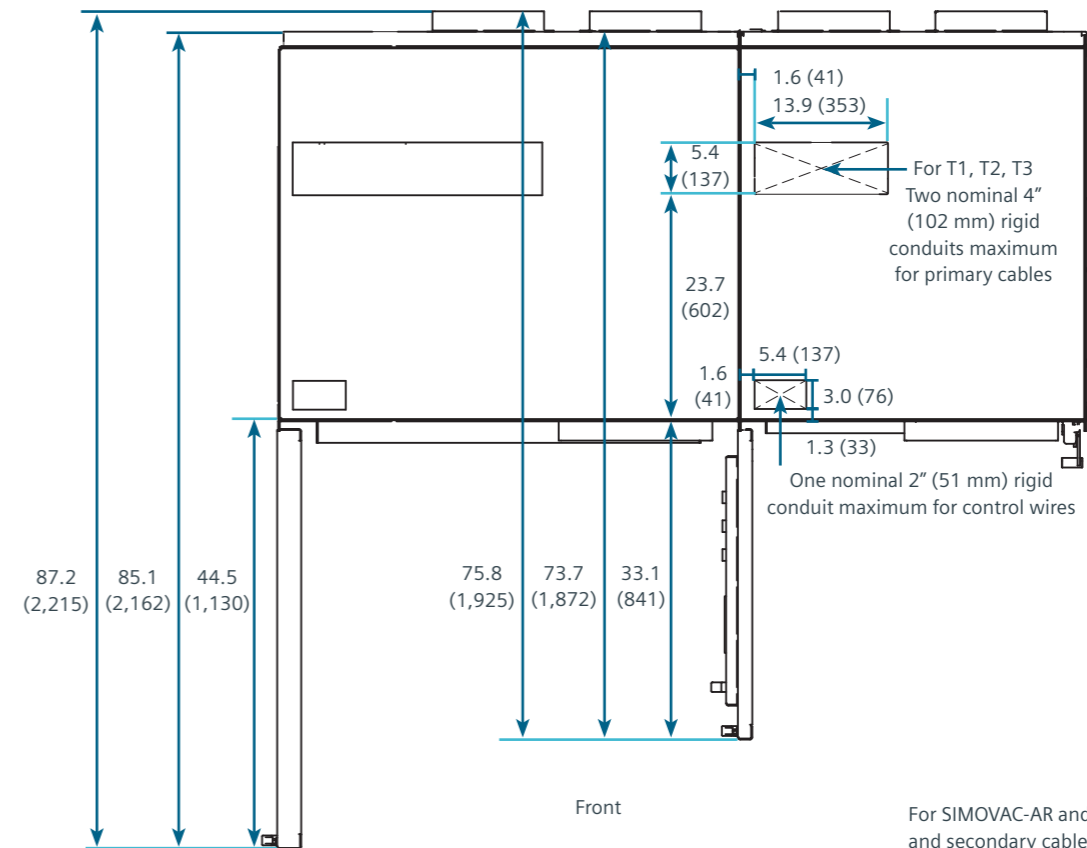 1.6 (41)
13.9 (353)
5.4
(137)
For T1, T2, T3
Two nominal 4″
(102 mm) rigid
conduits maximum
for primary cables
23.7
(602)
5.4 (137)
1.6
(41)
3.0 (76)
1.3 (33)
One nominal 2″ (51 mm) rigid
conduit maximum for control wires
87.2
(2,215)
85.1
(2,162)
44.5
(1,130)
75.8
(1,925)
73.7
(1,872)
33.1
(841)
Front
For SIMOVAC-AR and
and secondary cable